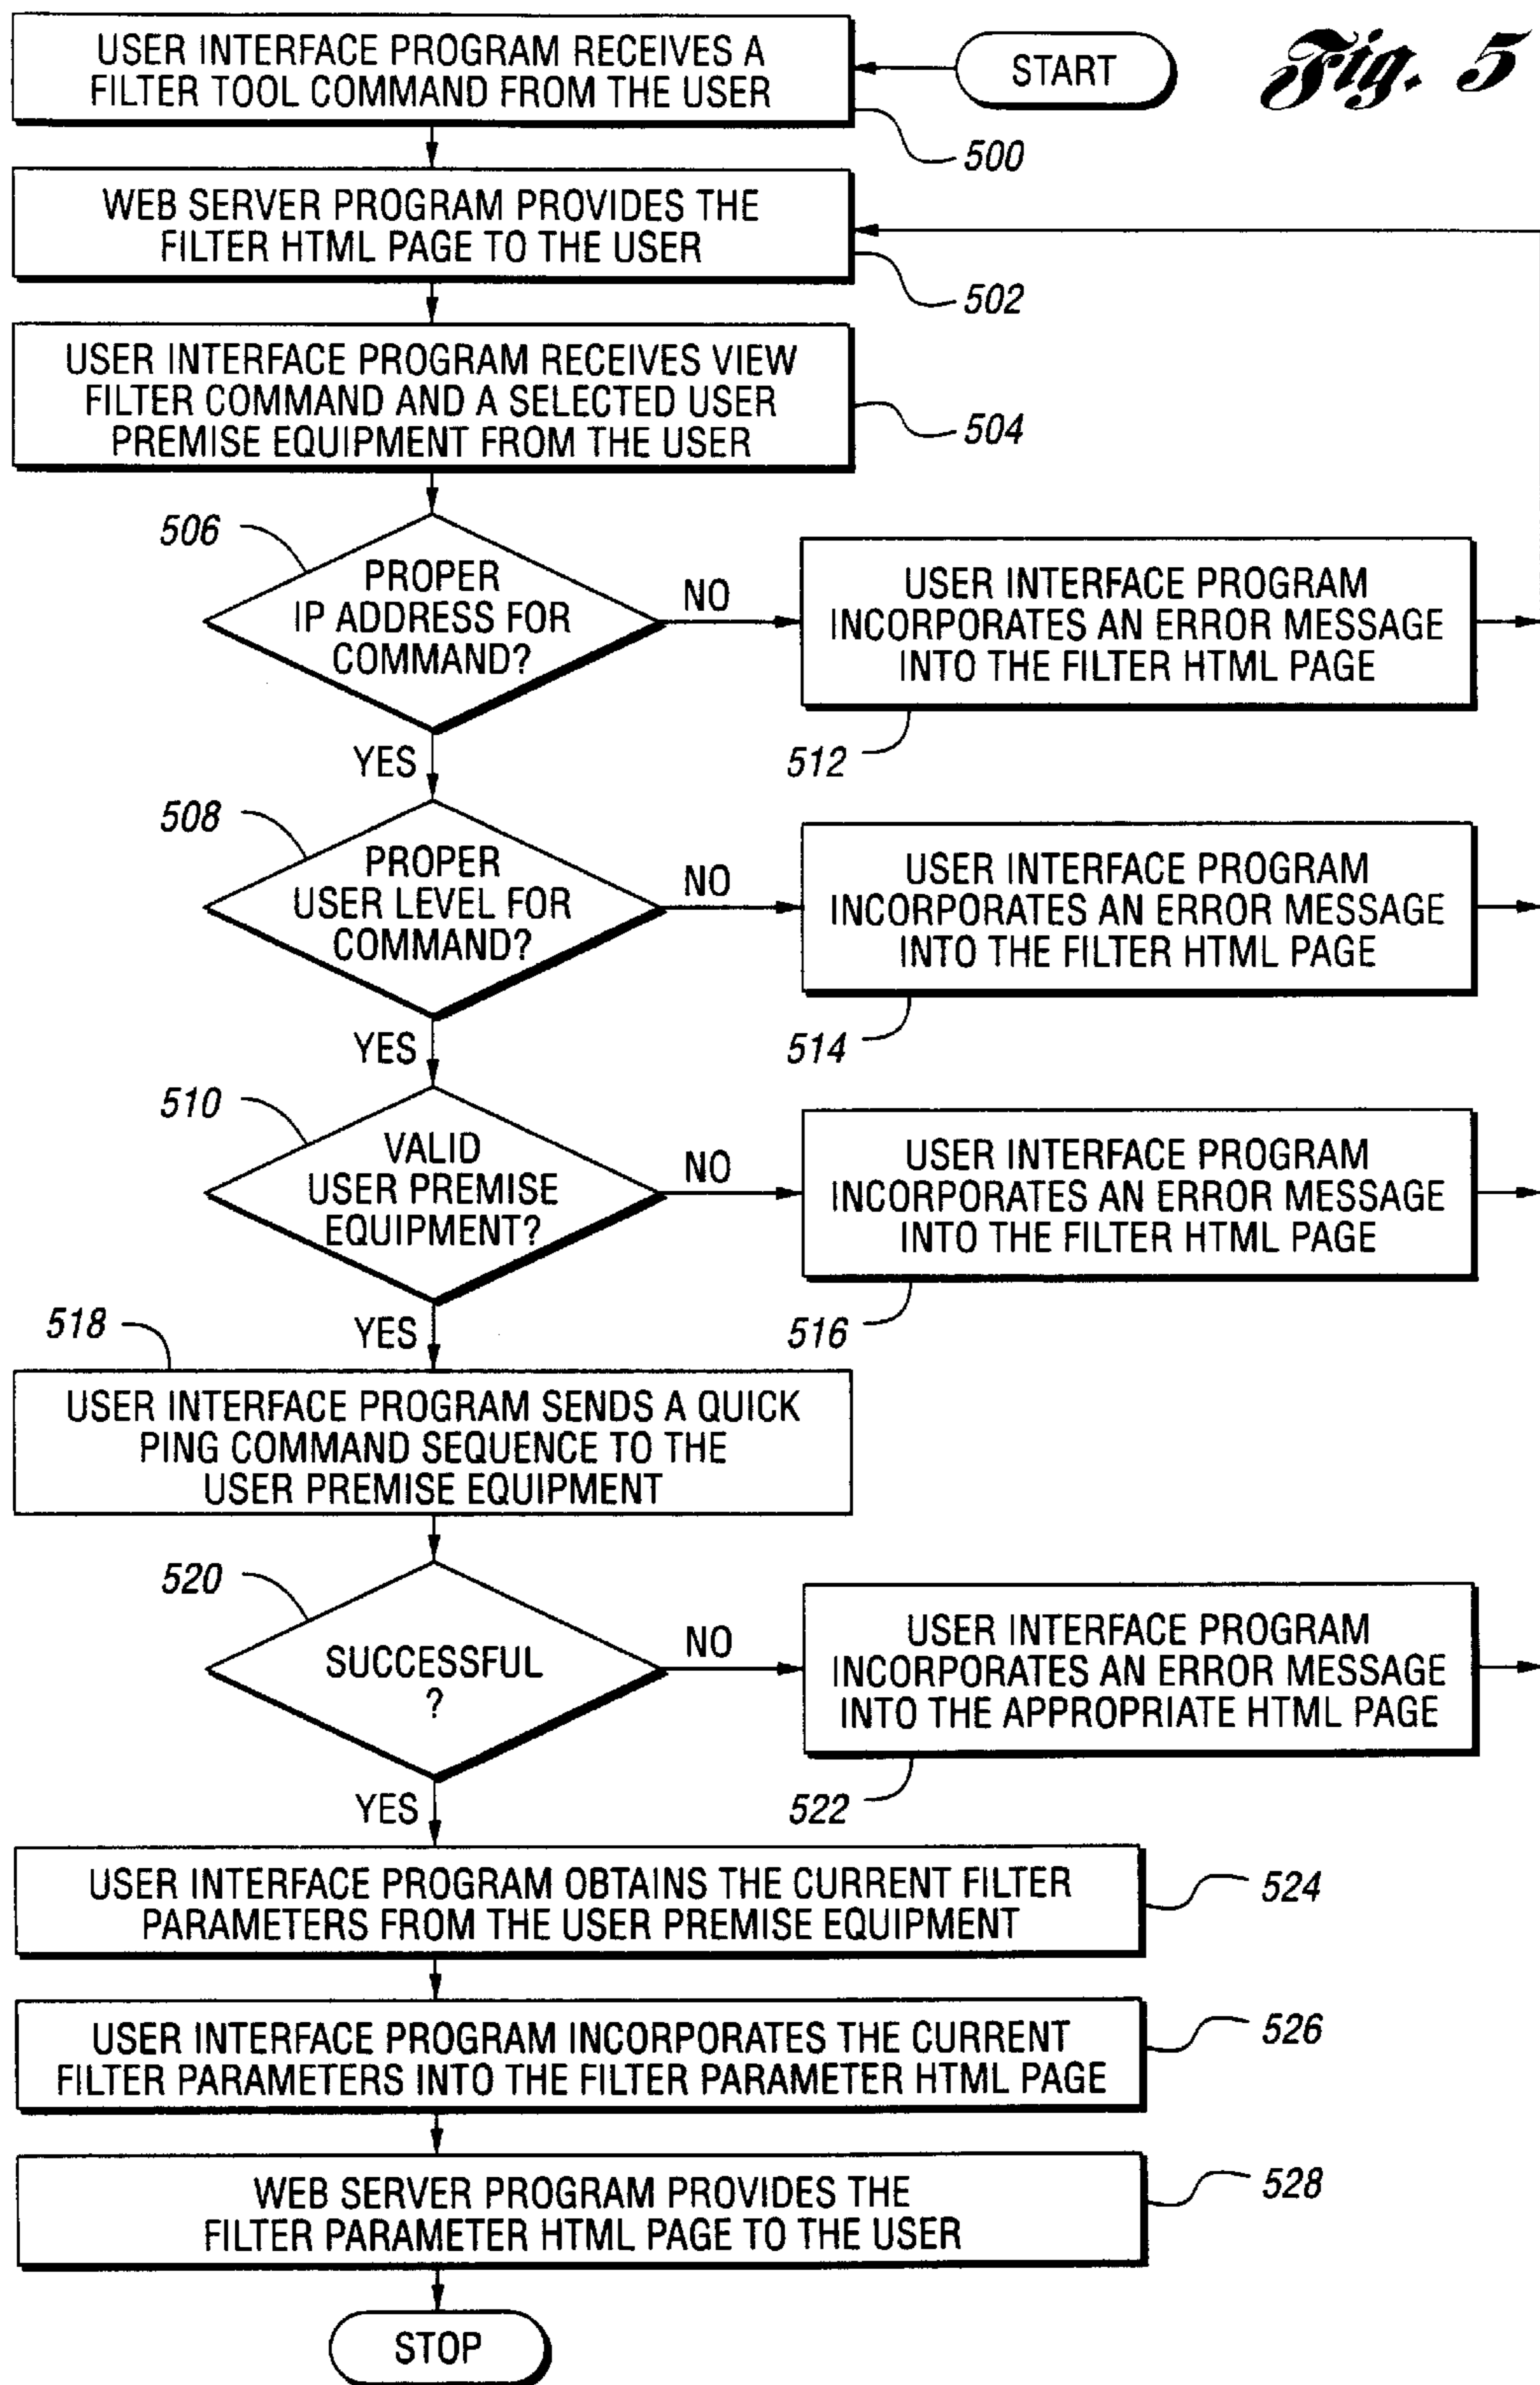 USER INTERFACE PROGRAM RECEIVES A
FILTER TOOL COMMAND FROM THE USER
START
Fig. 5
500
WEB SERVER PROGRAM PROVIDES THE
FILTER HTML PAGE TO THE USER
502
USER INTERFACE PROGRAM RECEIVES VIEW
FILTER COMMAND AND A SELECTED USER
PREMISE EQUIPMENT FROM THE USER
504
506
PROPER
IP ADDRESS FOR
COMMAND?
NO
USER INTERFACE PROGRAM
INCORPORATES AN ERROR MESSAGE
INTO THE FILTER HTML PAGE
512
YES
508
PROPER
USER LEVEL FOR
COMMAND?
NO
USER INTERFACE PROGRAM
INCORPORATES AN ERROR MESSAGE
INTO THE FILTER HTML PAGE
514
YES
510
VALID
USER PREMISE
EQUIPMENT?
NO
USER INTERFACE PROGRAM
INCORPORATES AN ERROR MESSAGE
INTO THE FILTER HTML PAGE
516
YES
518
USER INTERFACE PROGRAM SENDS A QUICK
PING COMMAND SEQUENCE TO THE
USER PREMISE EQUIPMENT
520
SUCCESSFUL
?
NO
USER INTERFACE PROGRAM
INCORPORATES AN ERROR MESSAGE
INTO THE APPROPRIATE HTML PAGE
522
YES
USER INTERFACE PROGRAM OBTAINS THE CURRENT FILTER
PARAMETERS FROM THE USER PREMISE EQUIPMENT
524
USER INTERFACE PROGRAM INCORPORATES THE CURRENT
FILTER PARAMETERS INTO THE FILTER PARAMETER HTML PAGE
526
WEB SERVER PROGRAM PROVIDES THE
FILTER PARAMETER HTML PAGE TO THE USER
528
STOP